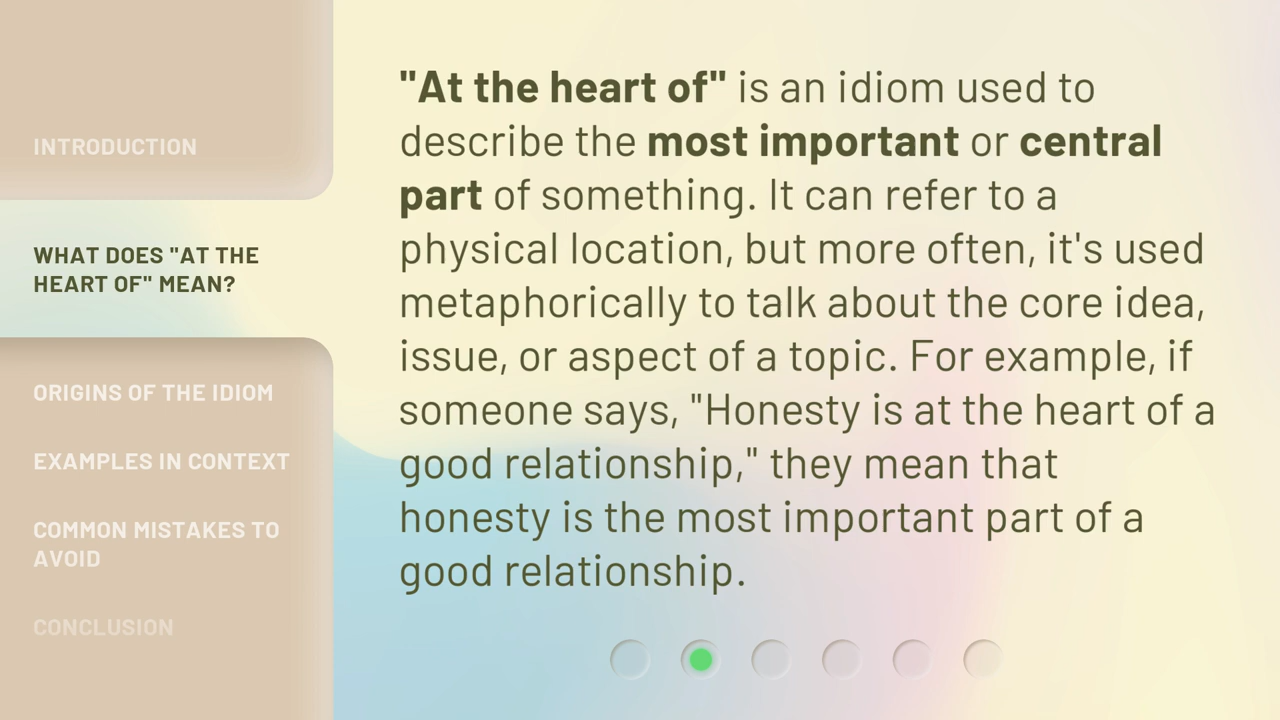 INTRODUCTION
WHAT DOES "AT THE
HEART OF" MEAN?
ORIGINS OF THE IDIOM
EXAMPLES IN CONTEXT
COMMON MISTAKES TO
AVOID
CONCLUSION
"At the heart of" is an idiom used to
describe the most important or central
part of something. It can refer to a
physical location, but more often, it's used
metaphorically to talk about the core idea,
issue, or aspect of a topic. For example, if
someone says, "Honesty is at the heart of a
good relationship," they mean that
honesty is the most important part of a
good relationship.